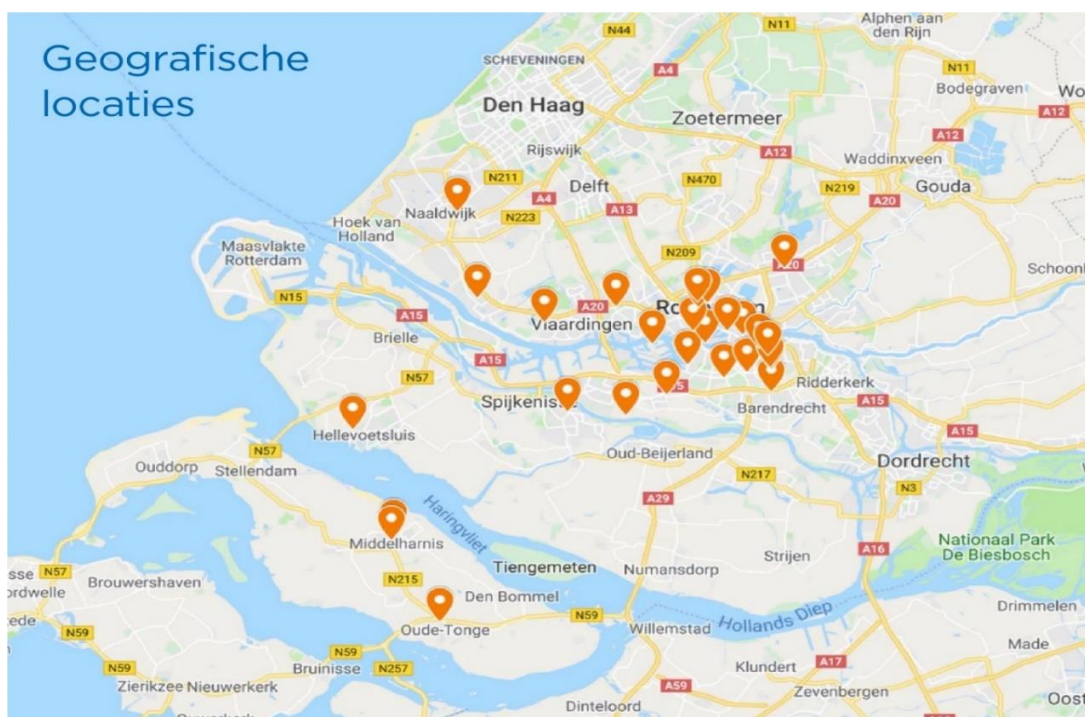 Geografische
locaties
N44
Alphen aan
den Rijn
SCHEVENINGEN
N11
A4
N11
Bodegraven
Den Haag
Zoetermeer
A12
A12
A12
Rijswijk
A12
Waddinxveen
N211
Delft
N470
N219
Gouda
Naaldwijk
A4
A13
A20
N223
Hoek van
Holland
N209
Maasvlakte
Rotterdam
A20
N15
A20
A15
Vlaardingen
Brielle
A15
N57
Ridderkerk
Spijkenisse
Barendrecht
A15
Hellevoetsluis
A15
N57
Oud-Beijerland
Ouddorp
Stellendam
Dordrecht
N217
N3
A29
Haringvliet
Middelharnis
A16
Nationaal Park
De Biesbosch
Tiengemeten
Strijen
Numansdorp
N57
Brouwershaven
N215
Den Bommel
N59
Hollands Diep
Drimmelen
Oude-Tonge
Willemstad
N59
Made
N59
N59
Bruinisse
N257
Klundert
A17
Zierikzee
Nieuwerkerk
A59
Zevenbergen
Dinteloord